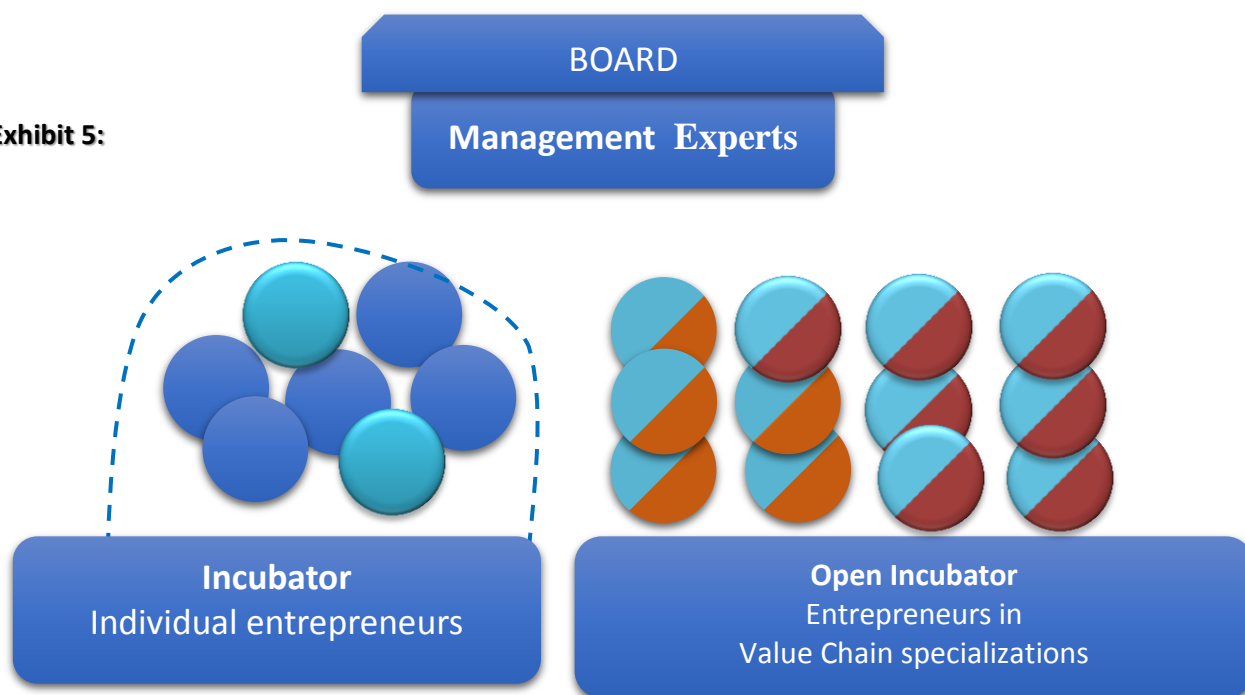 BOARD
Exhibit 5:
Management Experts
Incubator
Individual entrepreneurs
Open Incubator
Entrepreneurs in
Value Chain specializations